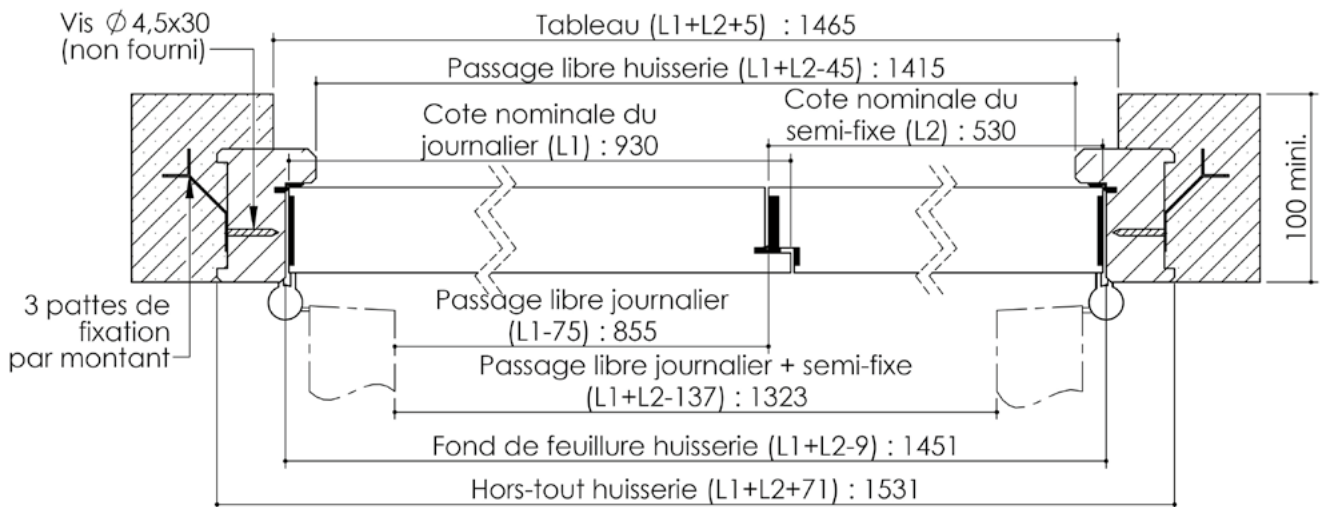 Vis Ø 4,5x30
(non fourni)
Tableau (L1+L2+5) : 1465
Passage libre huisserie (L1+L2-45) : 1415
Cote nominale du
journalier (L1) : 930
Cote nominale du
semi-fixe (L2) : 530
100 mini.
3 pattes de
fixation
par montant
Passage libre journalier
(L1-75) : 855
Passage libre journalier + semi-fixe
(L1+L2-137) : 1323
Fond de feuillure huisserie (L1+L2-9) : 1451
Hors-tout huisserie (L1+L2+71) : 1531